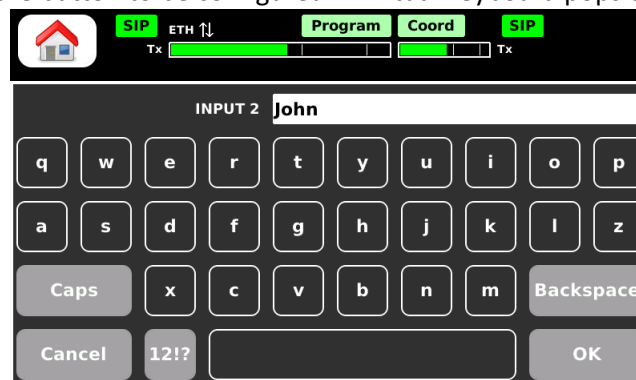 SIP ETH Program Coord SIP
Tx Tx
INPUT 2 John
q w e r t y u i o p
a s d f g h j k l z
Caps x c v b n m Backspace
Cancel 12!? OK